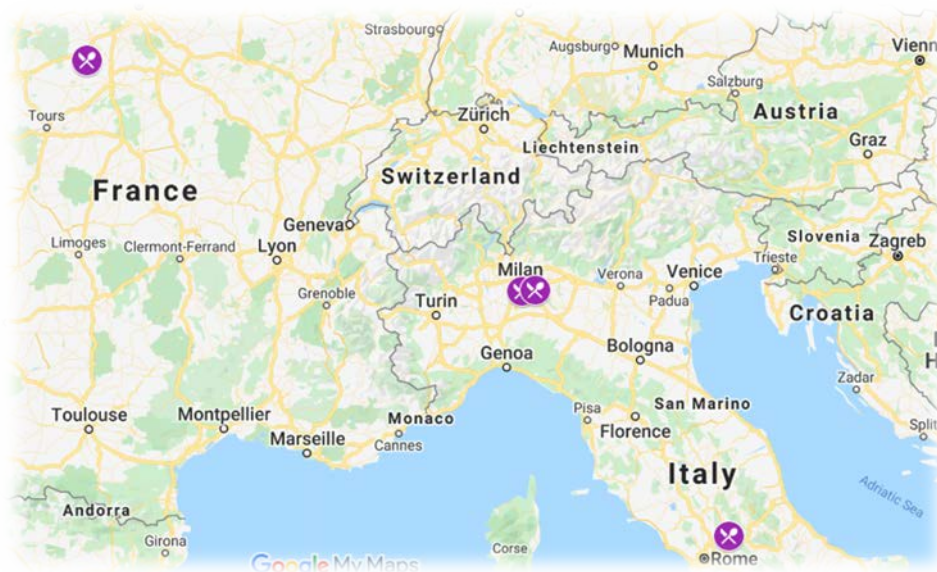 Strasbourg
Augsburg
Munich
Vienn
Salzburg
Tours
Zürich
Austria
Liechtenstein
Graz
France
Switzerland
Geneva
Limoges
Clermont-Ferrand
Lyon
Slovenia
Zagreb
Milan
Verona
Venice
Trieste
Grenoble
Turin
Padua
Croatia
Genoa
Bologna
H
Zadar
Toulouse
Montpellier
Monaco
Pisa
San Marino
Marseille
Cannes
Florence
Split
Italy
Adriatic Sea
Andorra
Girona
Corse
Rome
Google My Maps